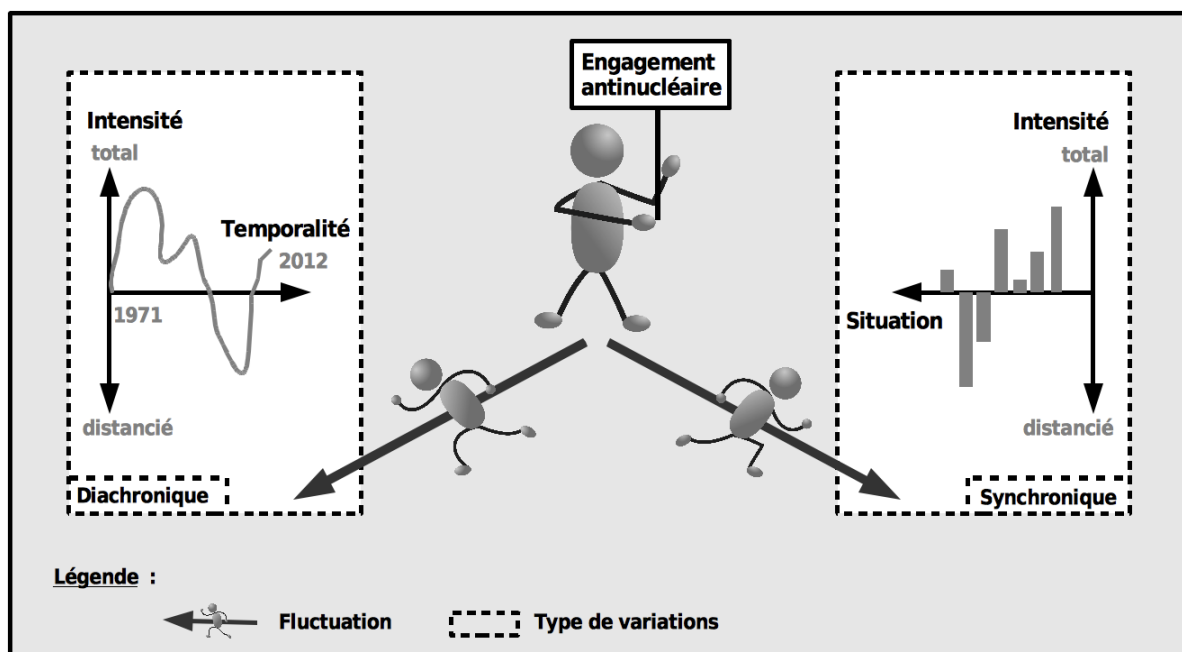 Engagement
antinucléaire
Intensité
total
Temporalité
2012
1971
distancié
Diachronique
Intensité
total
Situation
distancié
Synchronique
Légende :
Fluctuation
Type de variations